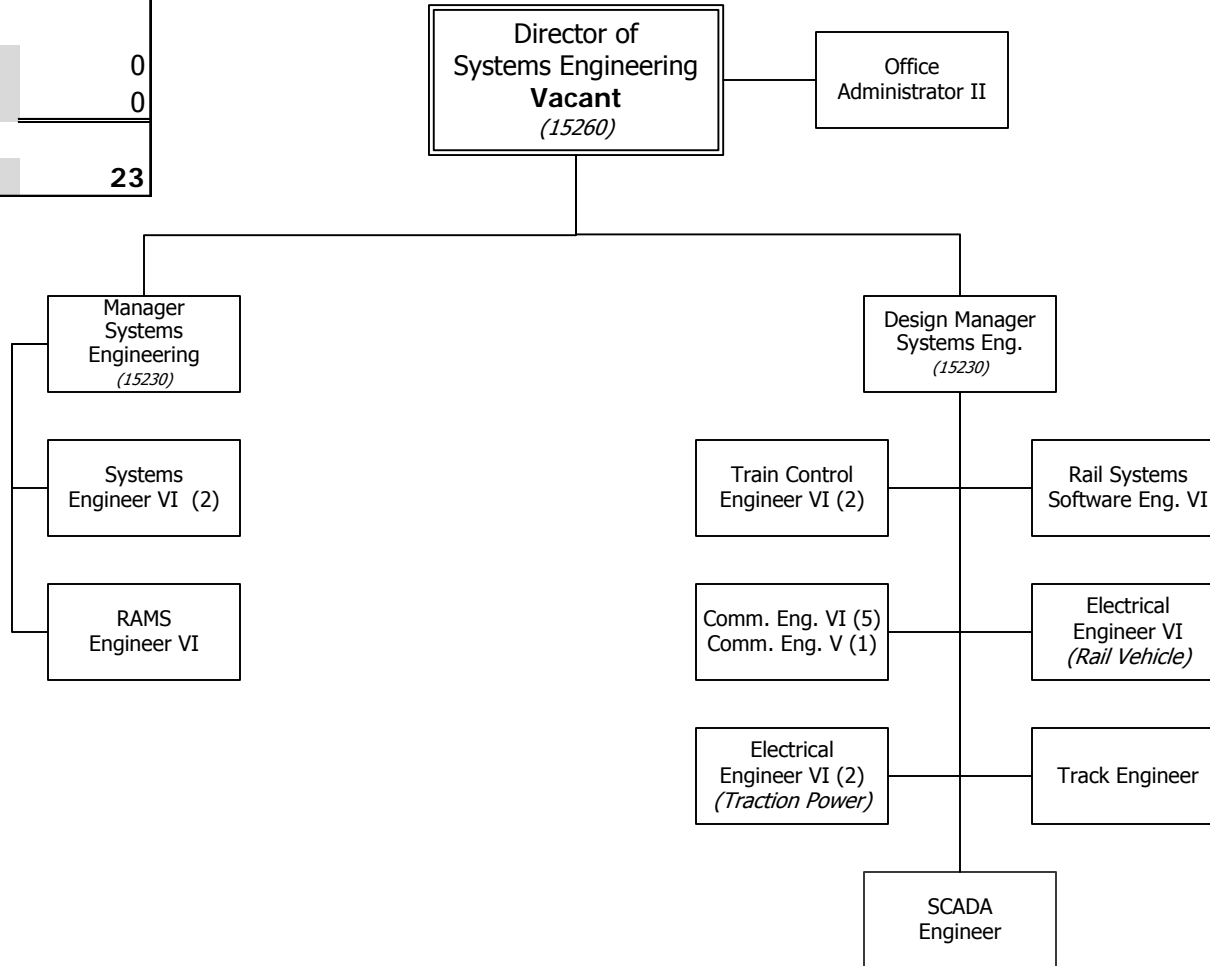 0
0
23
Director of
Systems Engineering
Vacant
(15260)
Office
Administrator II
Manager
Systems
Engineering
(15230)
Design Manager
Systems Eng.
(15230)
Systems
Engineer VI (2)
RAMS
Engineer VI
Train Control
Engineer VI (2)
Rail Systems
Software Eng. VI
Comm. Eng. VI (5)
Comm. Eng. V (1)
Electrical
Engineer VI
(Rail Vehicle)
Electrical
Engineer VI (2)
(Traction Power)
Track Engineer
SCADA
Engineer